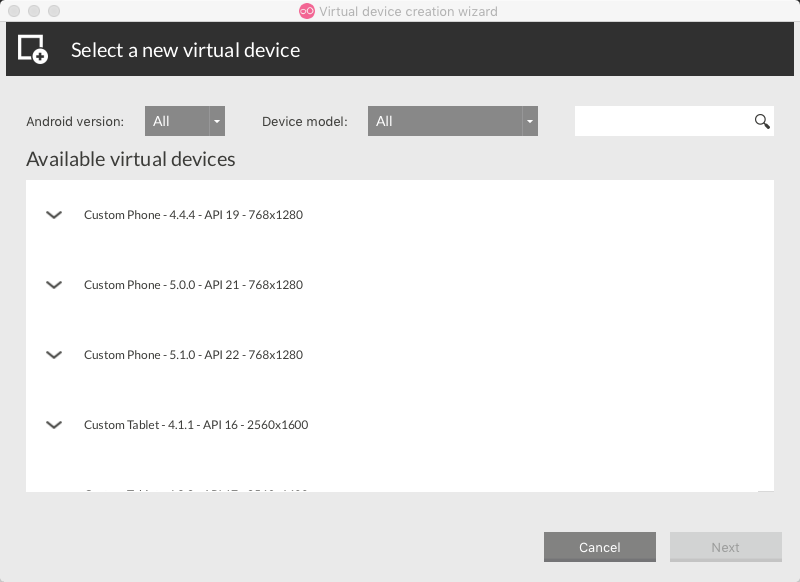 Virtual device creation wizard
Select a new virtual device
Android version: All Device model: All
Available virtual devices
Custom Phone - 4.4.4 - API 19 - 768x1280
Custom Phone - 5.0.0 - API 21 - 768x1280
Custom Phone - 5.1.0 - API 22 - 768x1280
Custom Tablet - 4.1.1 - API 16 - 2560x1600
Cancel Next